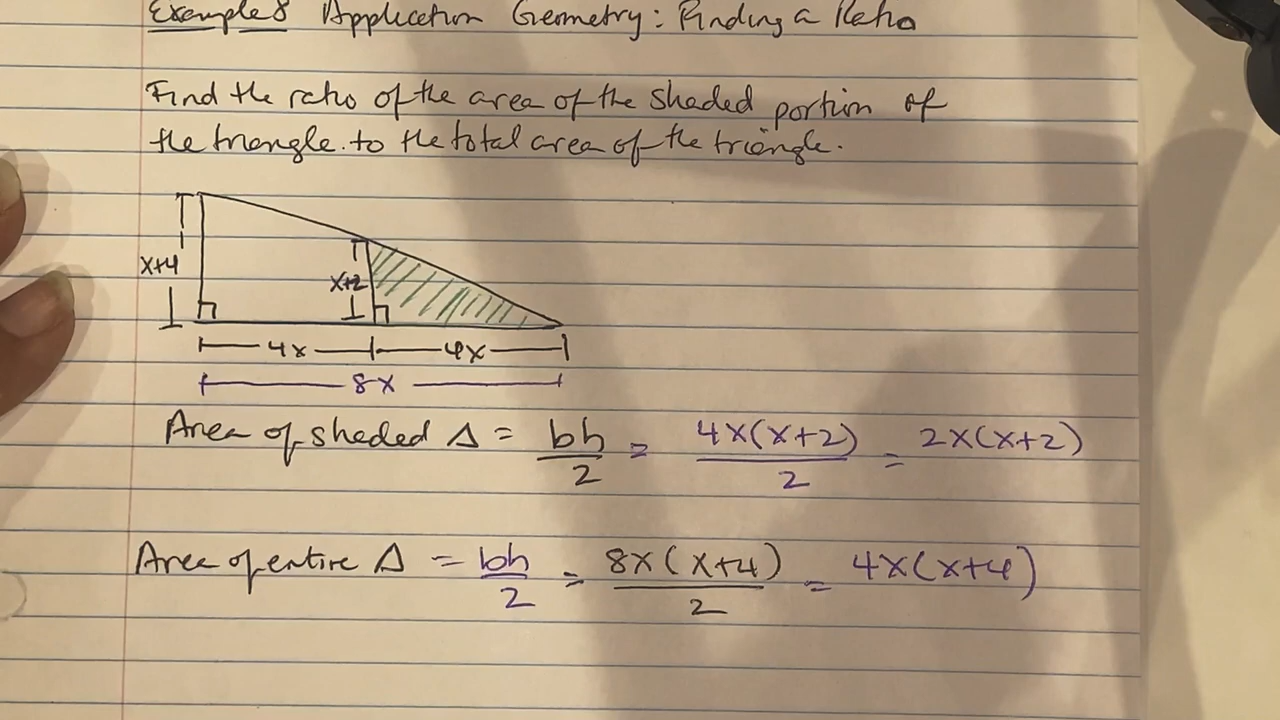 Example 8 Application Geometry: Finding a Ratio
Find the ratio of the area of the shaded portion of
the triangle. to the total area of the triangle.
x+4
x+2
4x
4x
8x
Area of shaded Δ = bh/2 = 4x(x+2)/2 = 2x(x+2)
Area of entire Δ = bh/2 = 8x(x+4)/2 = 4x(x+4)